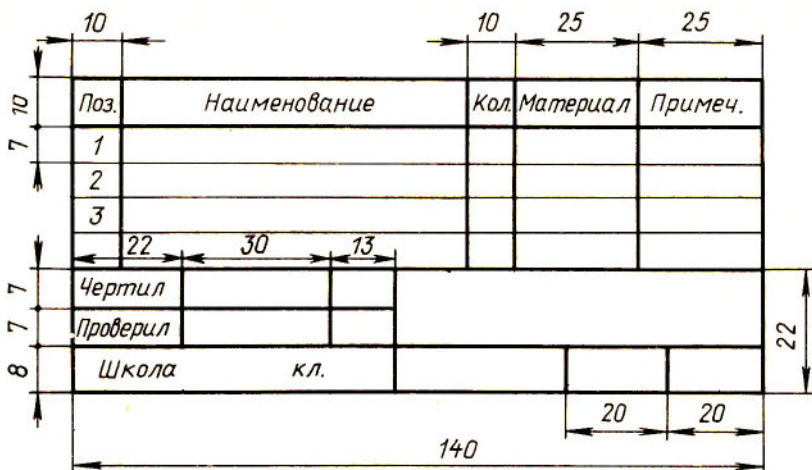 10 10 25 25
10 Поз. Наименование Кол. Материал Примеч.
7 1
2
3
22 30 13
7 Чертил
7 Проверил
22
8 Школа кл.
20 20
140